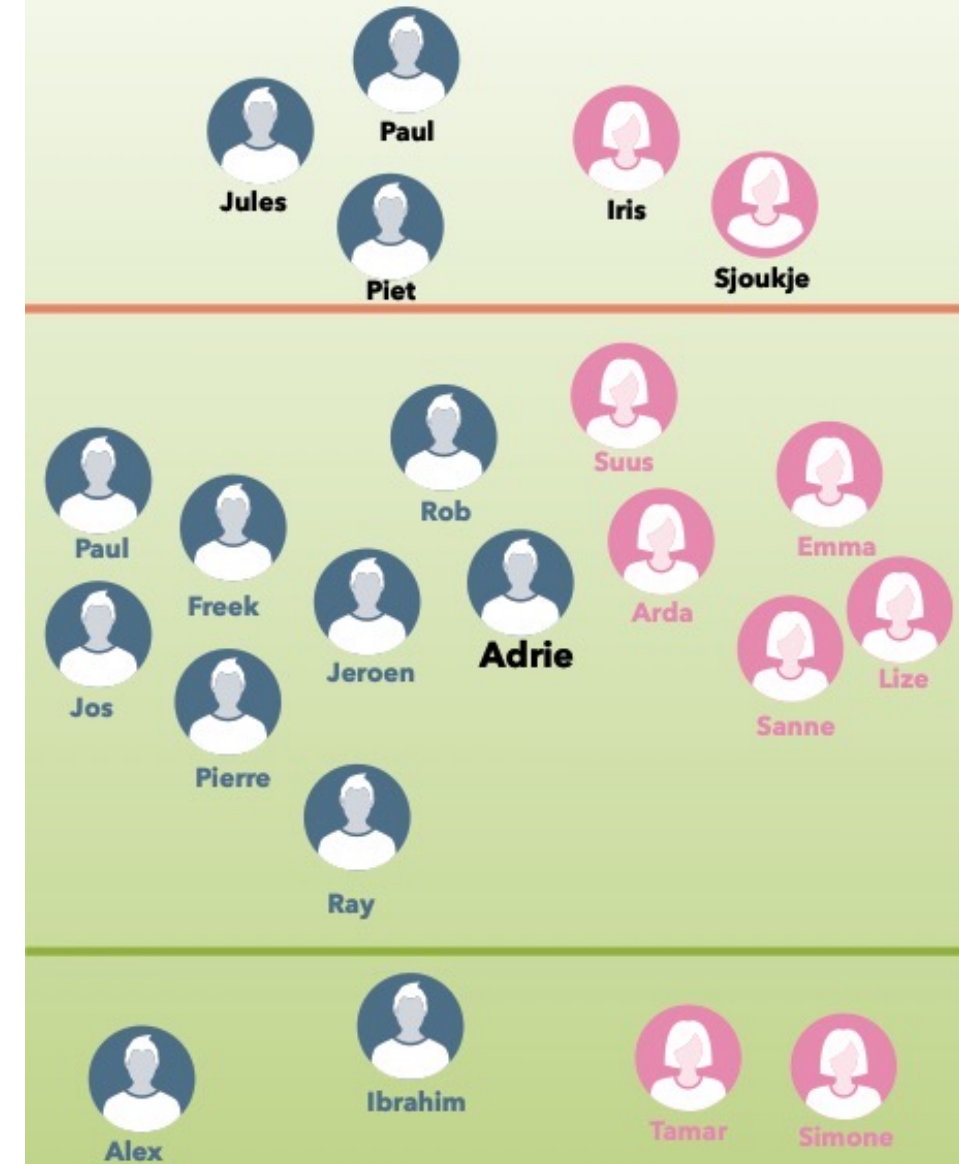 Paul
Jules
Iris
Sjoukje
Piet
Suus
Rob
Paul
Emma
Freek
Arda
Adrie
Jeroen
Lize
Jos
Sanne
Pierre
Ray
Ibrahim
Tamar
Simone
Alex